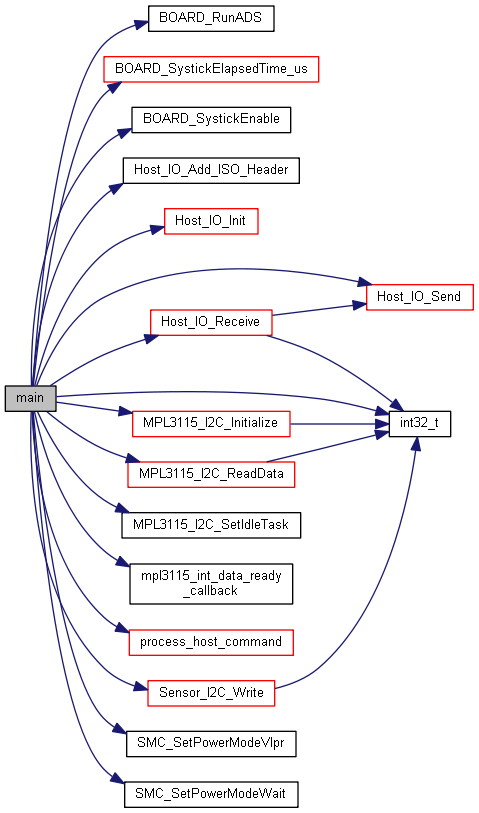 BOARD_RunADS
BOARD_SystickElapsedTime_us
BOARD_SystickEnable
Host_IO_Add_ISO_Header
Host_IO_Init
Host_IO_Send
Host_IO_Receive
main
int32_t
MPL3115_I2C_Initialize
MPL3115_I2C_ReadData
MPL3115_I2C_SetIdleTask
mpl3115_int_data_ready
_callback
process_host_command
Sensor_I2C_Write
SMC_SetPowerModeVlpr
SMC_SetPowerModeWait